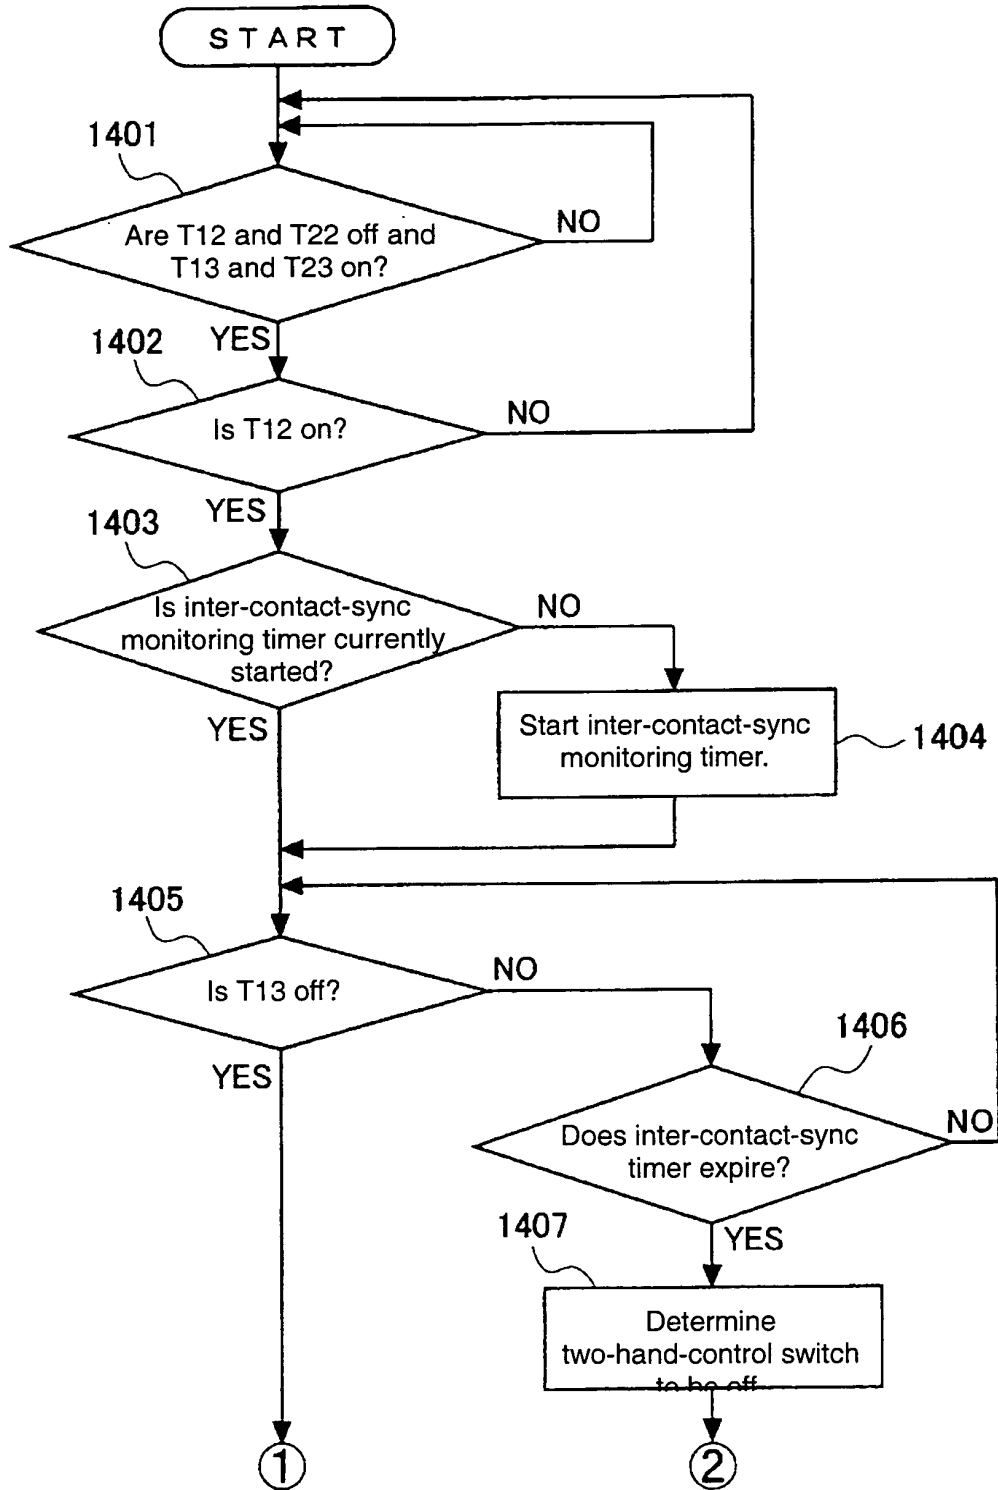 START
1401
Are T12 and T22 off and
T13 and T23 on?
NO
YES
1402
Is T12 on?
NO
YES
1403
Is inter-contact-sync
monitoring timer currently
started?
NO
YES
Start inter-contact-sync
monitoring timer.
1404
1405
Is T13 off?
NO
YES
1406
Does inter-contact-sync
timer expire?
NO
YES
1407
Determine
two-hand-control switch
to be off
1
2